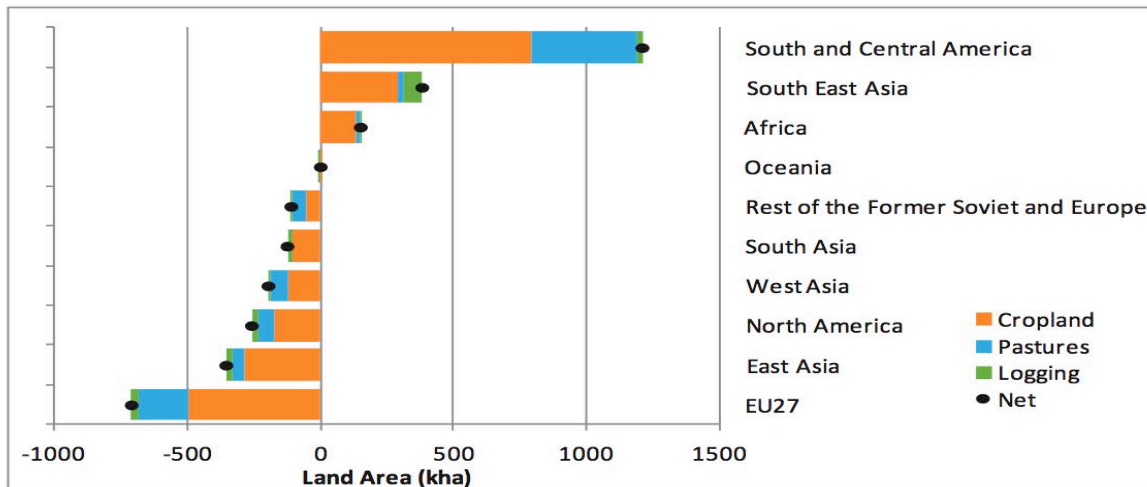 South and Central America
South East Asia
Africa
Oceania
Rest of the Former Soviet and Europe
South Asia
West Asia
North America
East Asia
EU27
Cropland
Pastures
Logging
Net
-1000 -500 0 500 1000 1500
Land Area (kha)